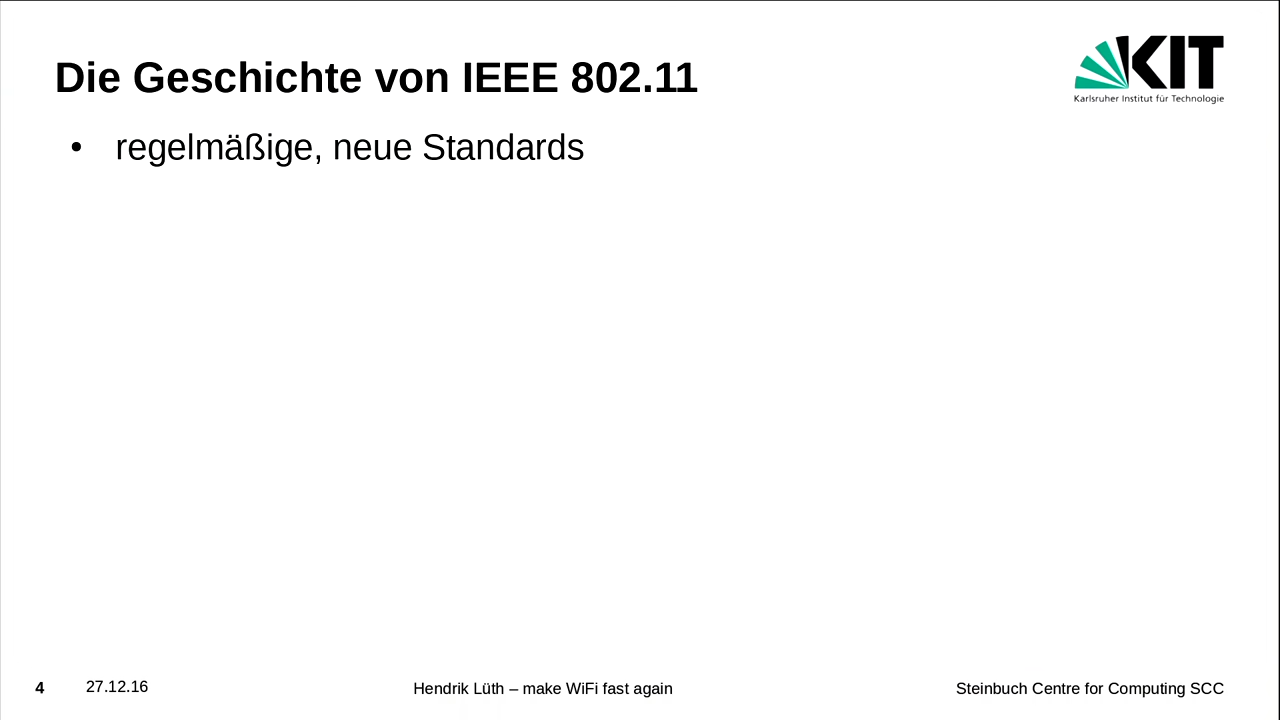 Die Geschichte von IEEE 802.11
KIT
Karlsruher Institut für Technologie
• regelmäßige, neue Standards
4 27.12.16 Hendrik Lüth – make WiFi fast again Steinbuch Centre for Computing SCC